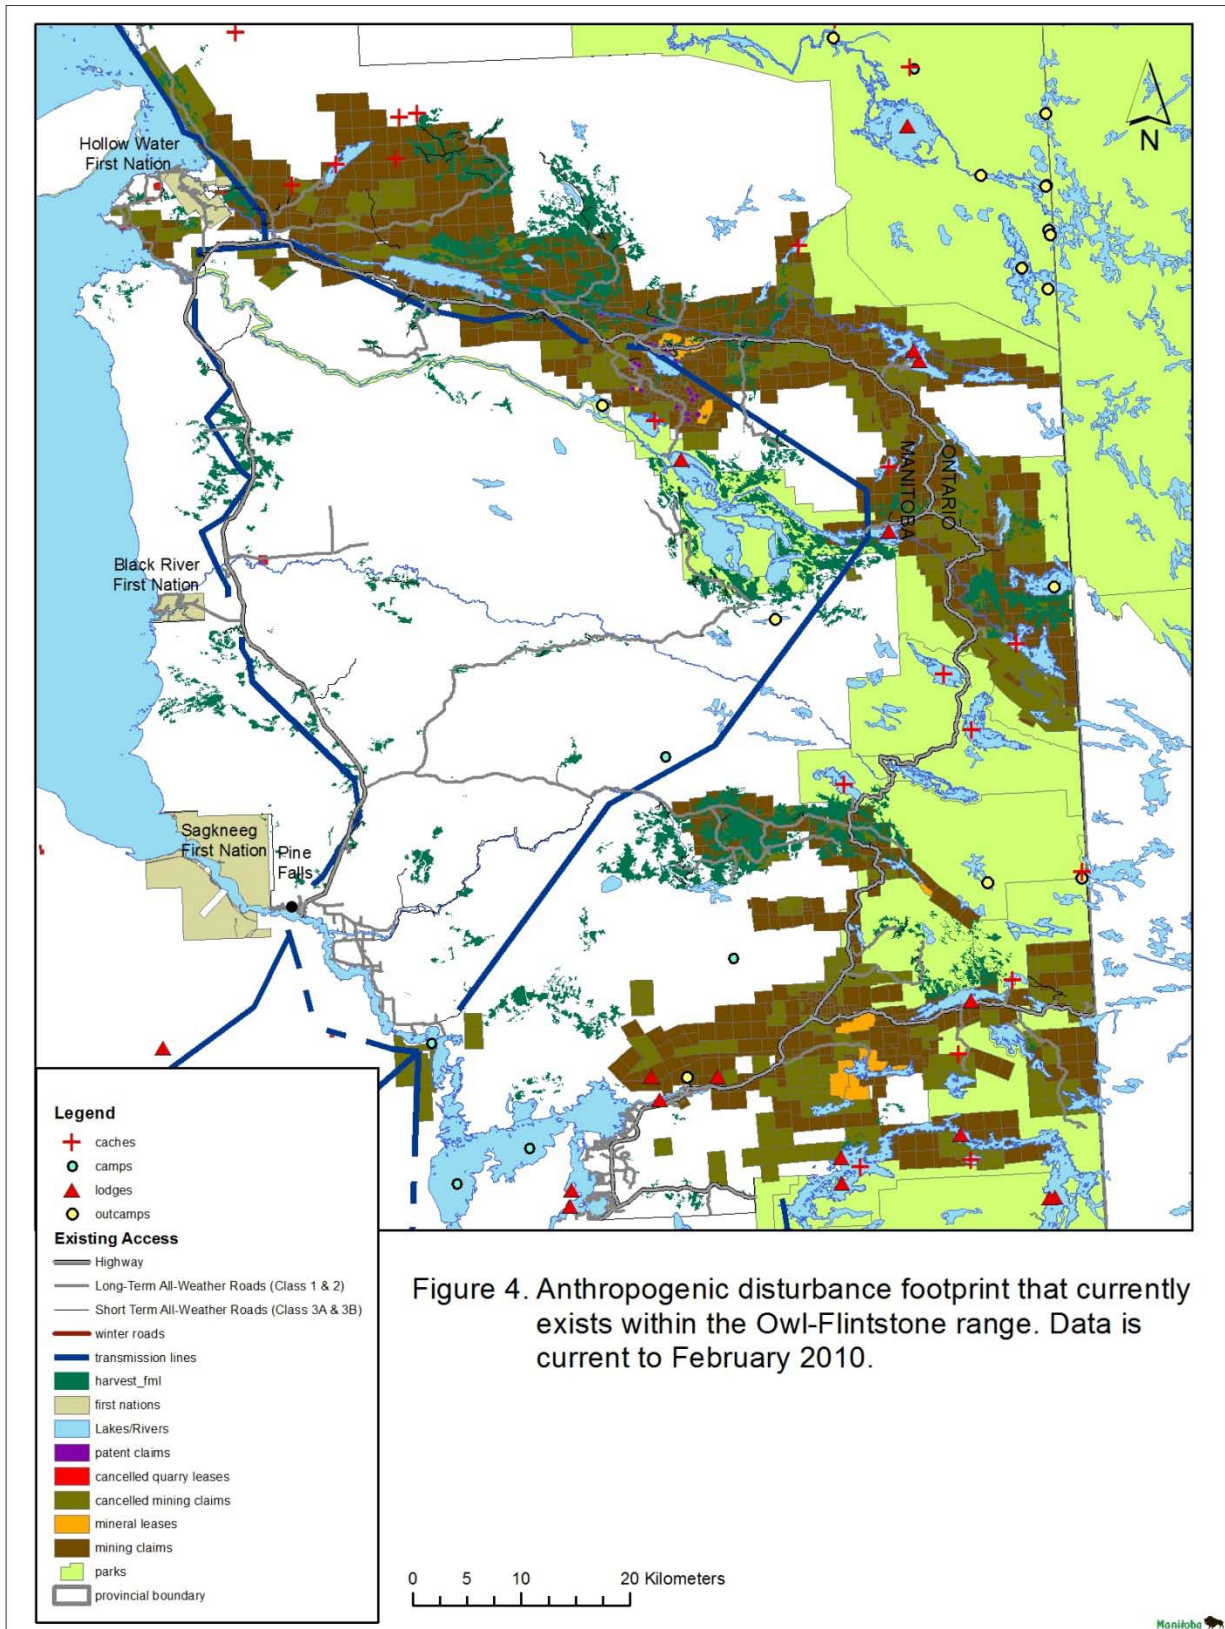 N
Hollow Water
First Nation
ONTARIO
MANITOBA
Black River
First Nation
Sagkneeg
First Nation
Pine
Falls
Legend
caches
camps
lodges
outcamps
Existing Access
Highway
Long-Term All-Weather Roads (Class 1 & 2)
Short Term All-Weather Roads (Class 3A & 3B)
winter roads
transmission lines
harvest_fml
first nations
Lakes/Rivers
patent claims
cancelled quarry leases
cancelled mining claims
mineral leases
mining claims
parks
provincial boundary
Figure 4. Anthropogenic disturbance footprint that currently
exists within the Owl-Flintstone range. Data is
current to February 2010.
0 5 10 20 Kilometers
Manitoba